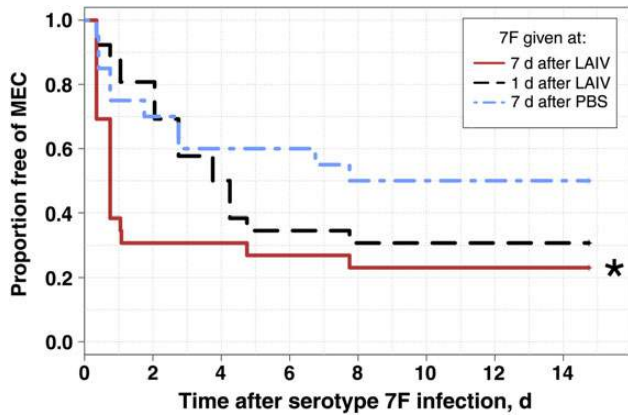 Proportion free of MEC
1.0
0.8
0.6
0.4
0.2
0.0
7F given at:
7 d after LAIV
1 d after LAIV
7 d after PBS
*
0 2 4 6 8 10 12 14
Time after serotype 7F infection, d